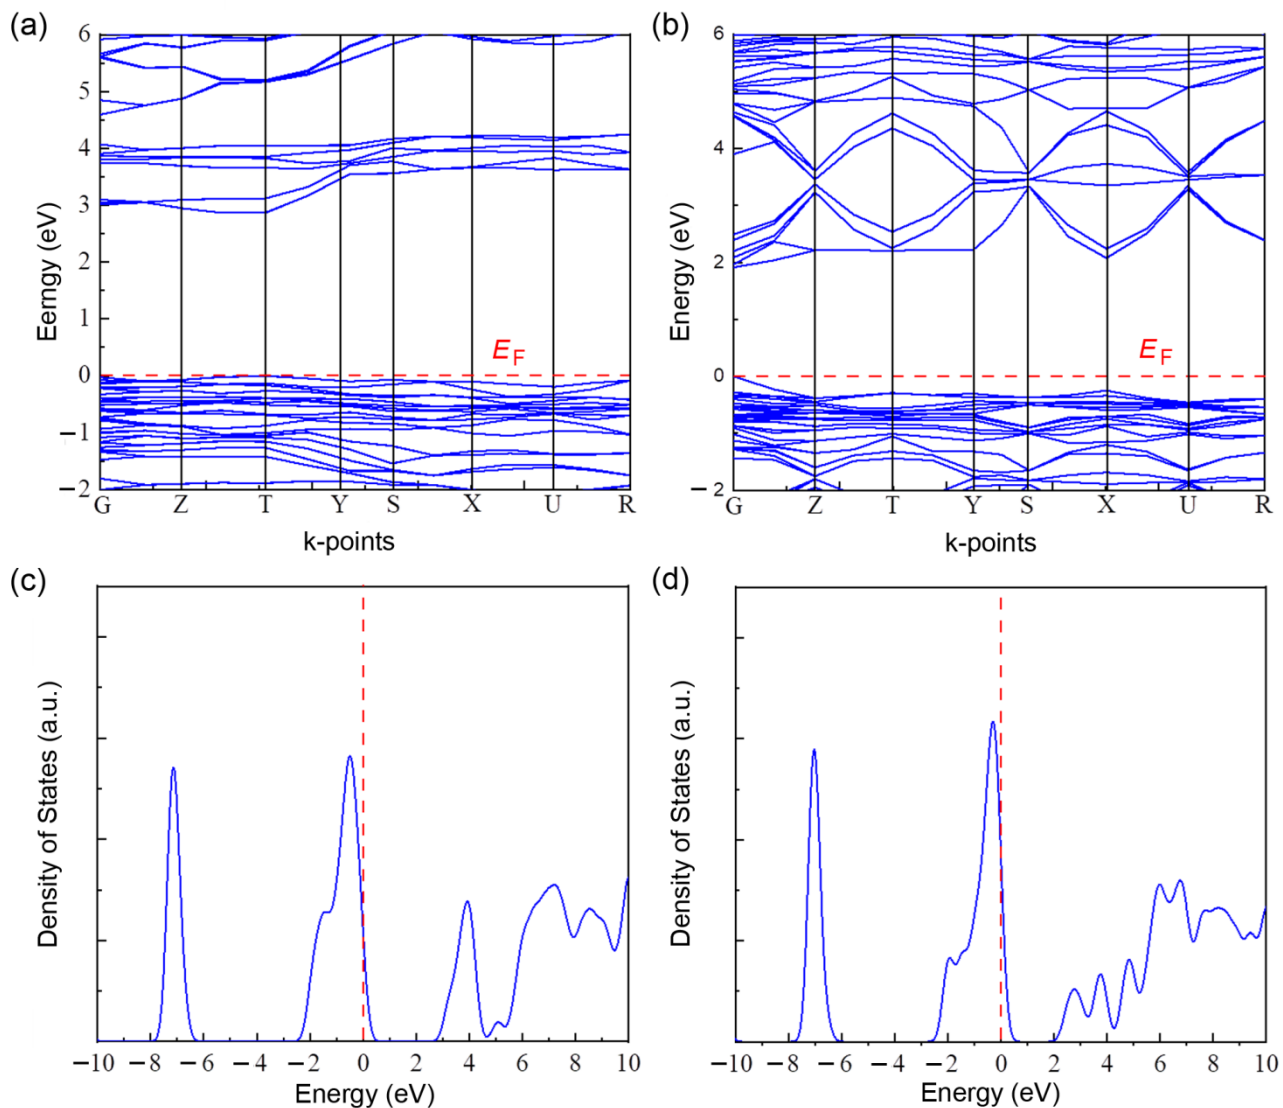 (a)
6
5
4
3
2
1
0
−1
−2
Eerngy (eV)
E_F
G Z T Y S X U R
k-points
(b)
6
4
2
0
−2
Energy (eV)
E_F
G Z T Y S X U R
k-points
(c)
Density of States (a.u.)
−10 −8 −6 −4 −2 0 2 4 6 8 10
Energy (eV)
(d)
Density of States (a.u.)
−10 −8 −6 −4 −2 0 2 4 6 8 10
Energy (eV)